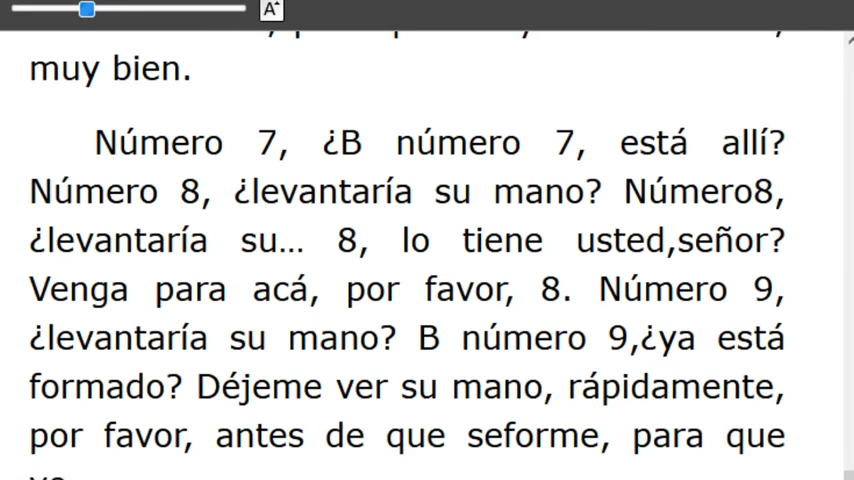 A
muy bien.
Número 7, ¿B número 7, está allí?
Número 8, ¿levantaría su mano? Número8,
¿levantaría su... 8, lo tiene usted,señor?
Venga para acá, por favor, 8. Número 9,
¿levantaría su mano? B número 9,¿ya está
formado? Déjeme ver su mano, rápidamente,
por favor, antes de que seforme, para que